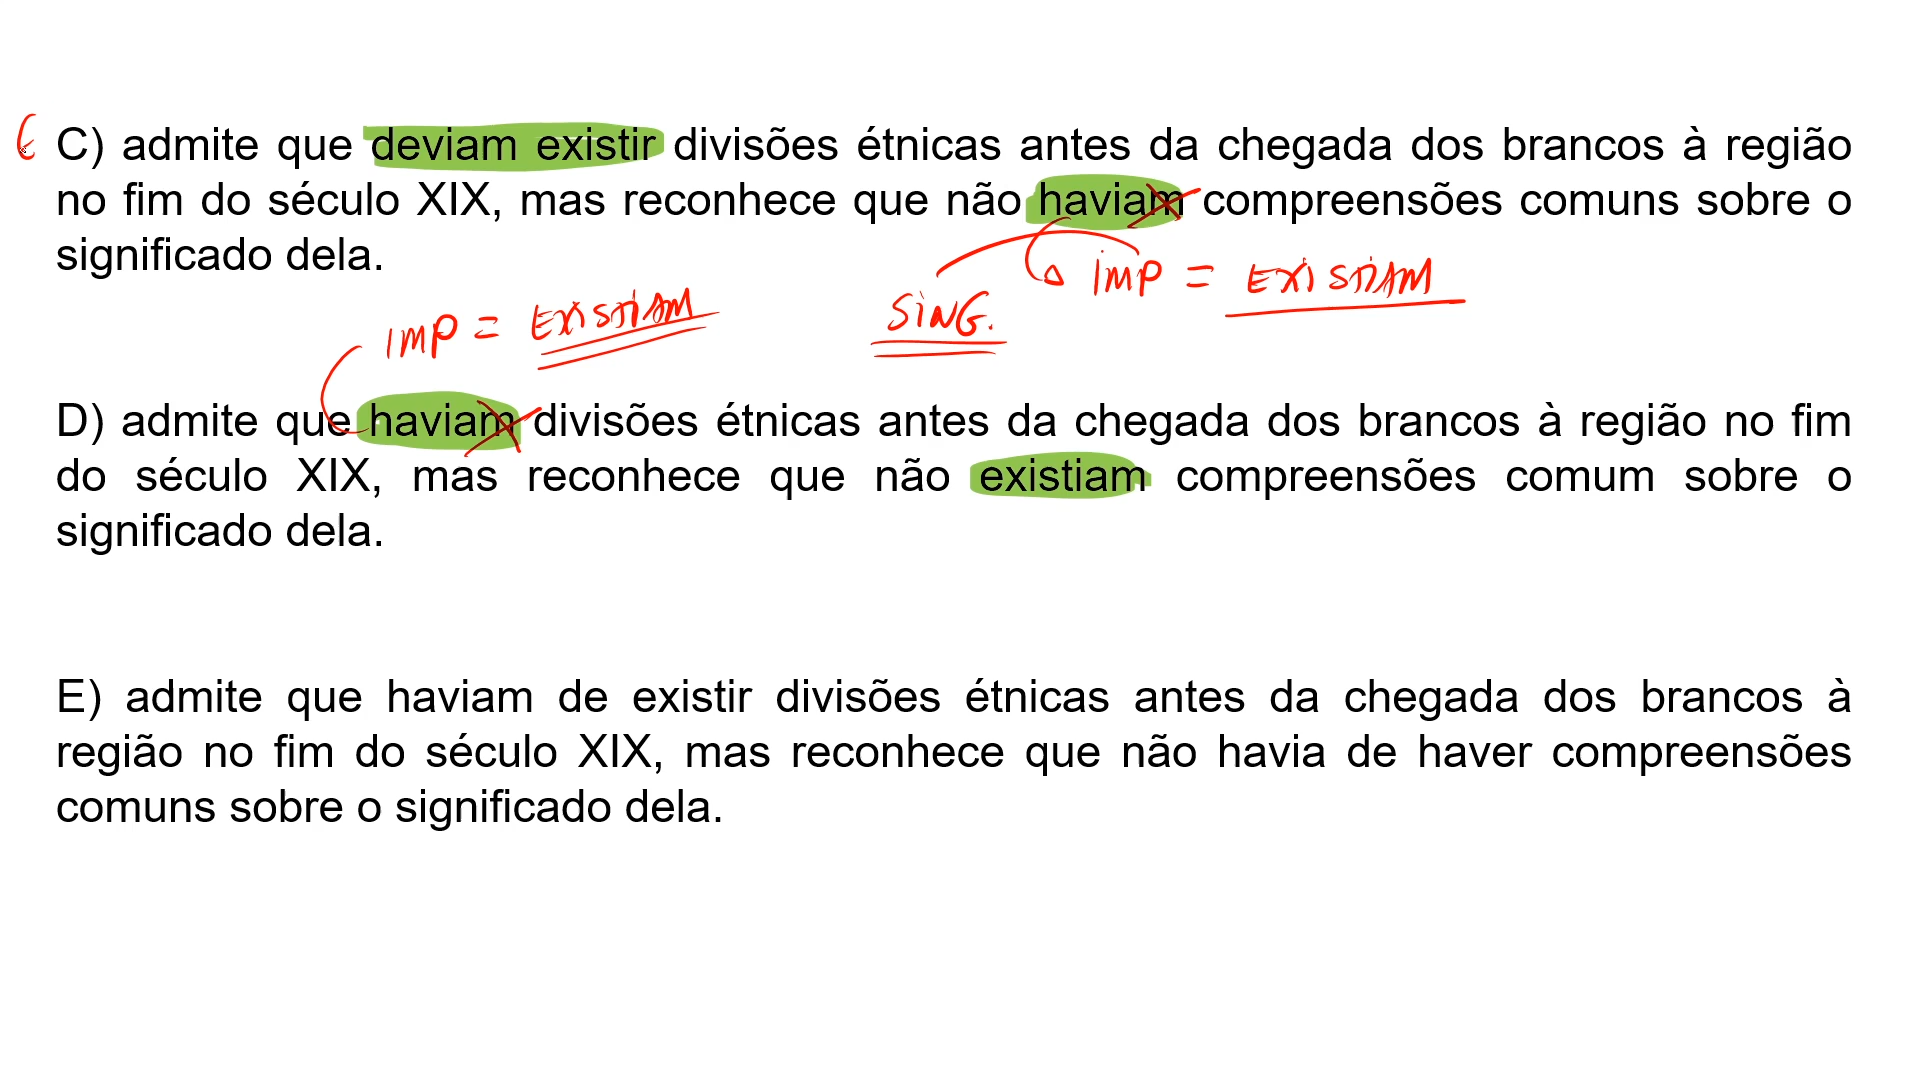 E C) admite que deviam existir divisões étnicas antes da chegada dos brancos à região
no fim do século XIX, mas reconhece que não haviam compreensões comuns sobre o
significado dela.
IMP = EXISTIAM
SING.
IMP = EXISTIAM
D) admite que haviam divisões étnicas antes da chegada dos brancos à região no fim
do século XIX, mas reconhece que não existiam compreensões comum sobre o
significado dela.
E) admite que haviam de existir divisões étnicas antes da chegada dos brancos à
região no fim do século XIX, mas reconhece que não havia de haver compreensões
comuns sobre o significado dela.